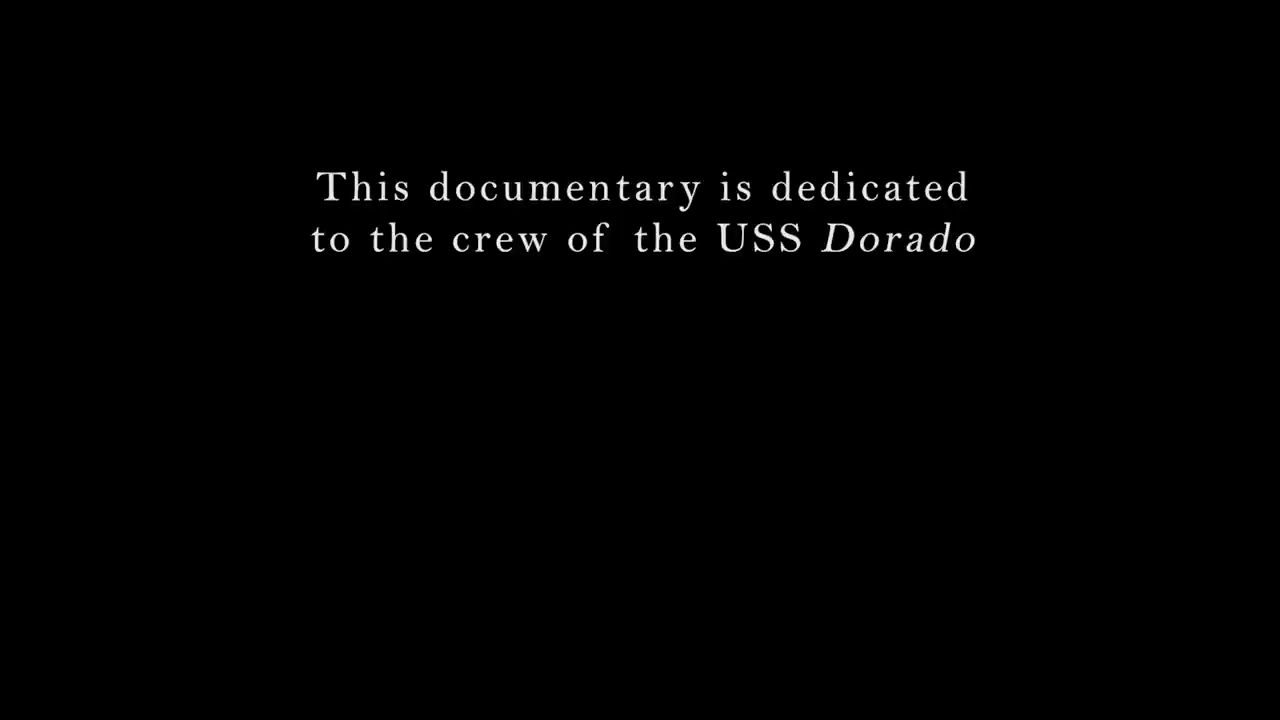 This documentary is dedicated
to the crew of the USS Dorado